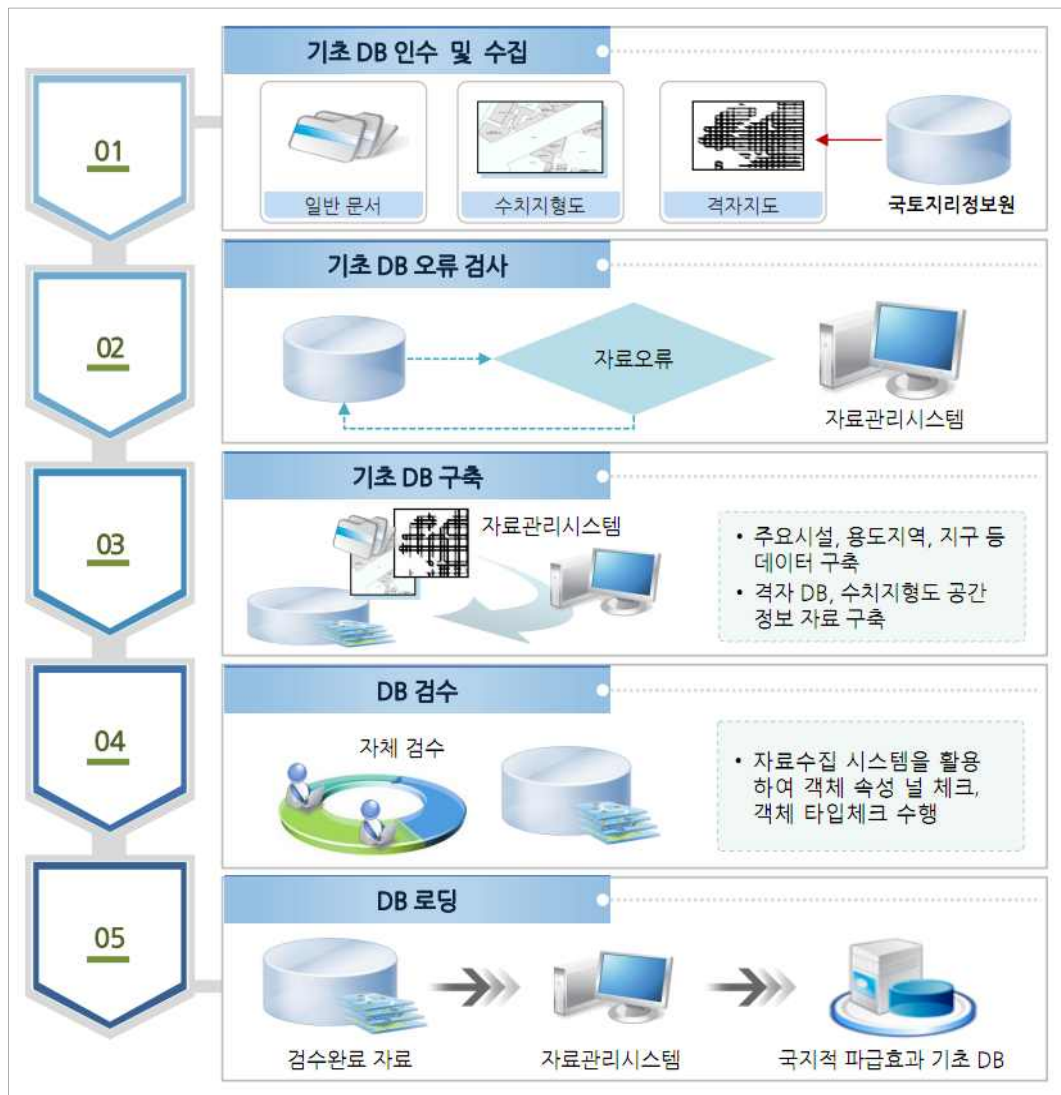 01
기초 DB 인수 및 수집
일반 문서
수치지형도
격자지도
국토지리정보원
02
기초 DB 오류 검사
자료오류
자료관리시스템
03
기초 DB 구축
자료관리시스템
• 주요시설, 용도지역, 지구 등
데이터 구축
• 격자 DB, 수치지형도 공간
정보 자료 구축
04
DB 검수
자체 검수
• 자료수집 시스템을 활용
하여 객체 속성 널 체크,
객체 타입체크 수행
05
DB 로딩
검수완료 자료
자료관리시스템
국지적 파급효과 기초 DB